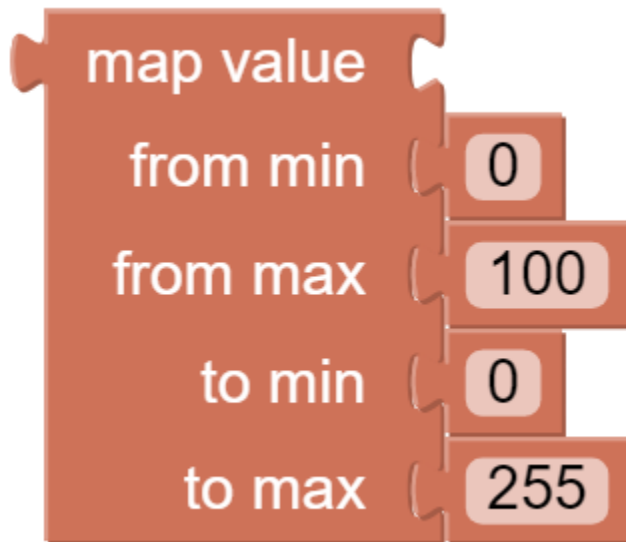 map value
from min 0
from max 100
to min 0
to max 255